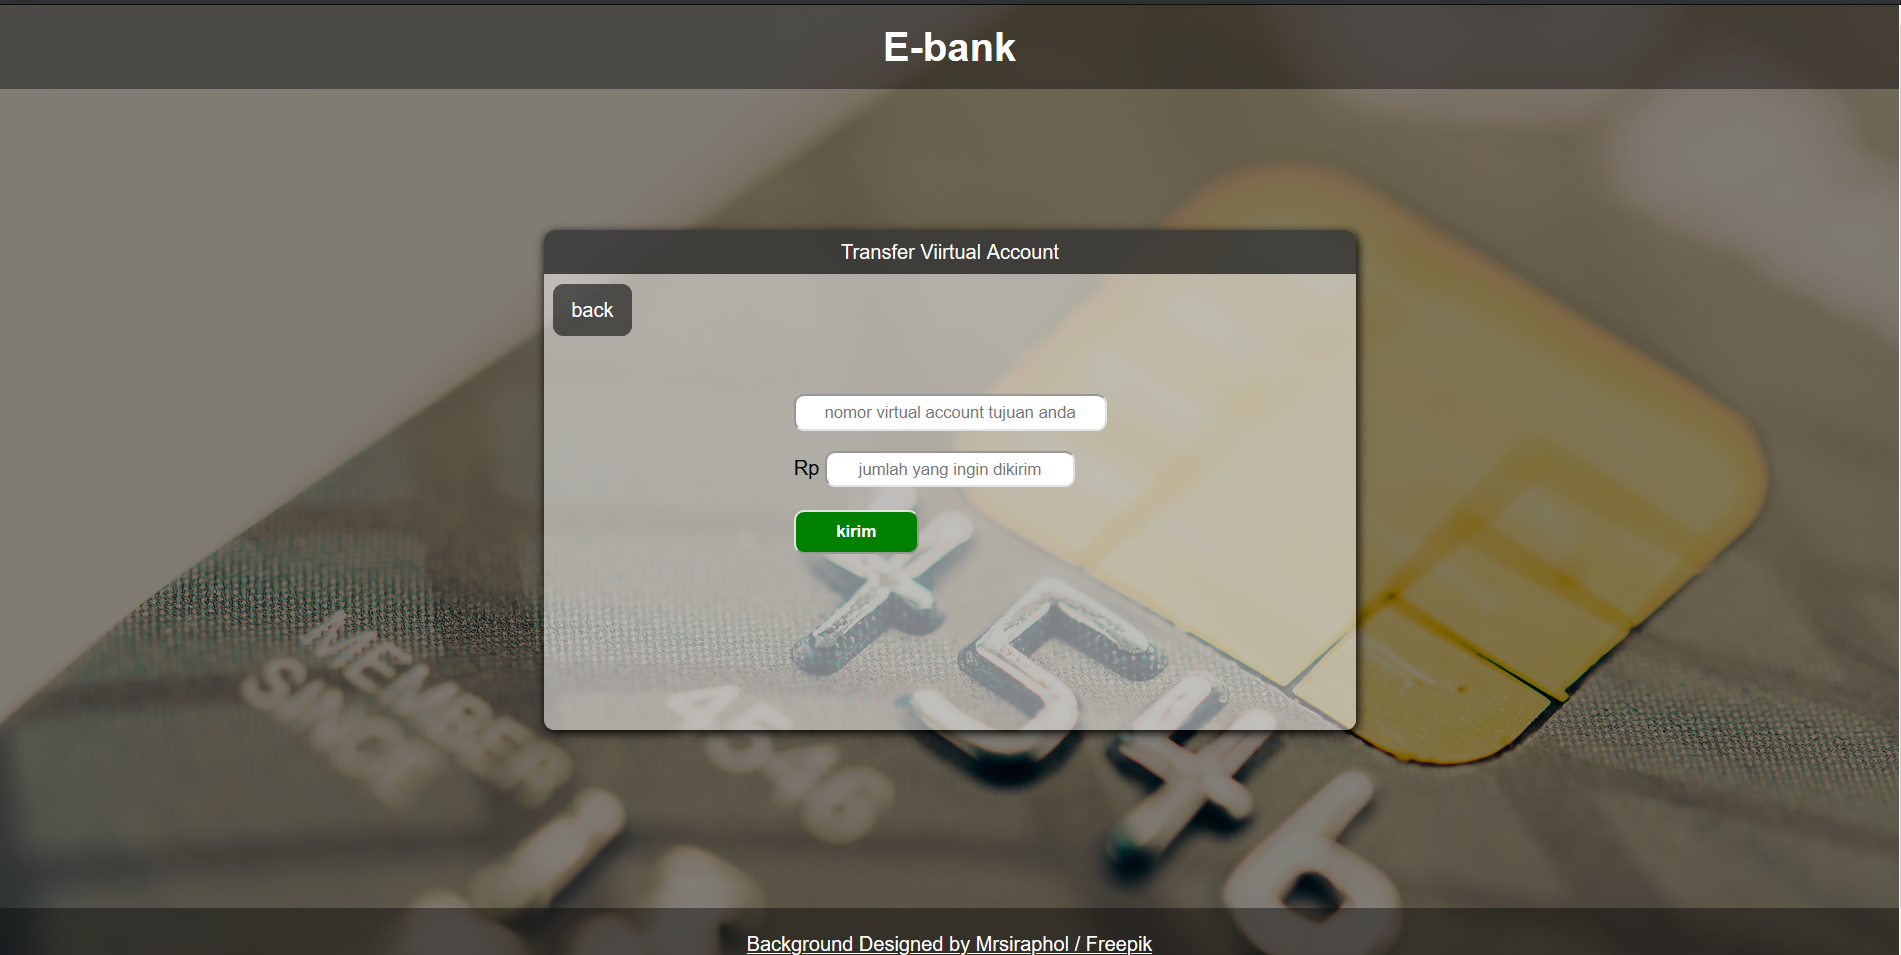 E-bank
Transfer Viirtual Account
back
nomor virtual account tujuan anda
Rp jumlah yang ingin dikirim
kirim
MEMBER
SINCE
4546
4546
Background Designed by Mrsiraphol / Freepik